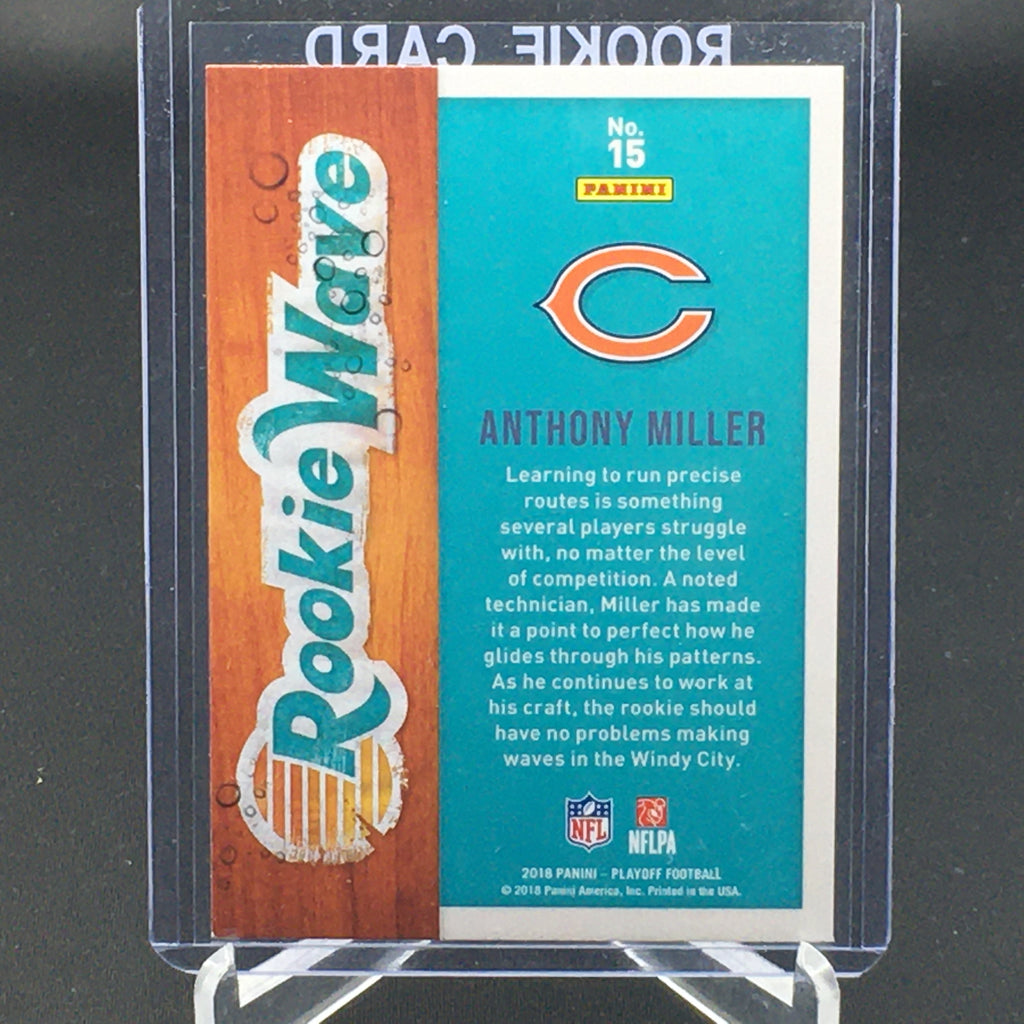 ROOKIE CARD
Rookie Wave
No.
15
PANINI
ANTHONY MILLER
Learning to run precise
routes is something
several players struggle
with, no matter the level
of competition. A noted
technician, Miller has made
it a point to perfect how he
glides through his patterns.
As he continues to work at
his craft, the rookie should
have no problems making
waves in the Windy City.
NFL
NFLPA
2018 PANINI – PLAYOFF FOOTBALL
© 2018 Panini America, Inc. Printed in the USA.